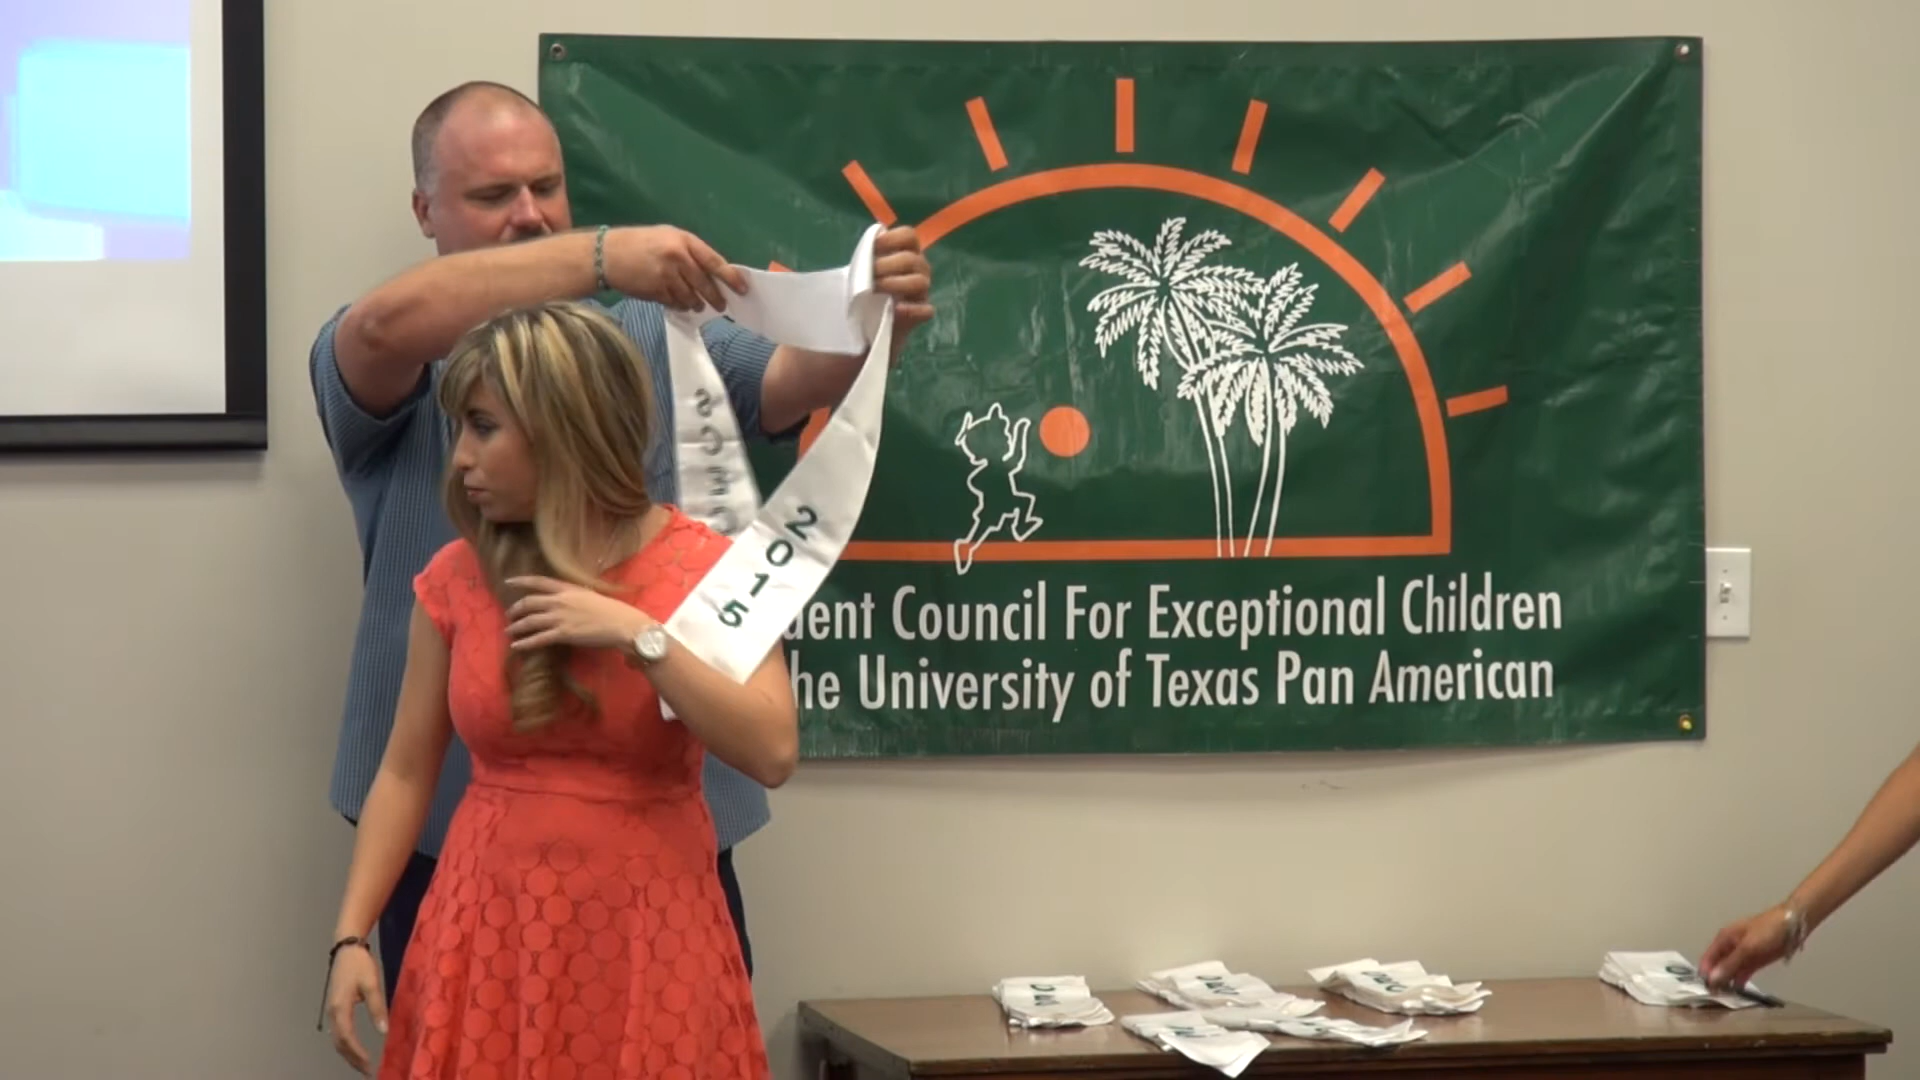 2015
dent Council For Exceptional Children
he University of Texas Pan American